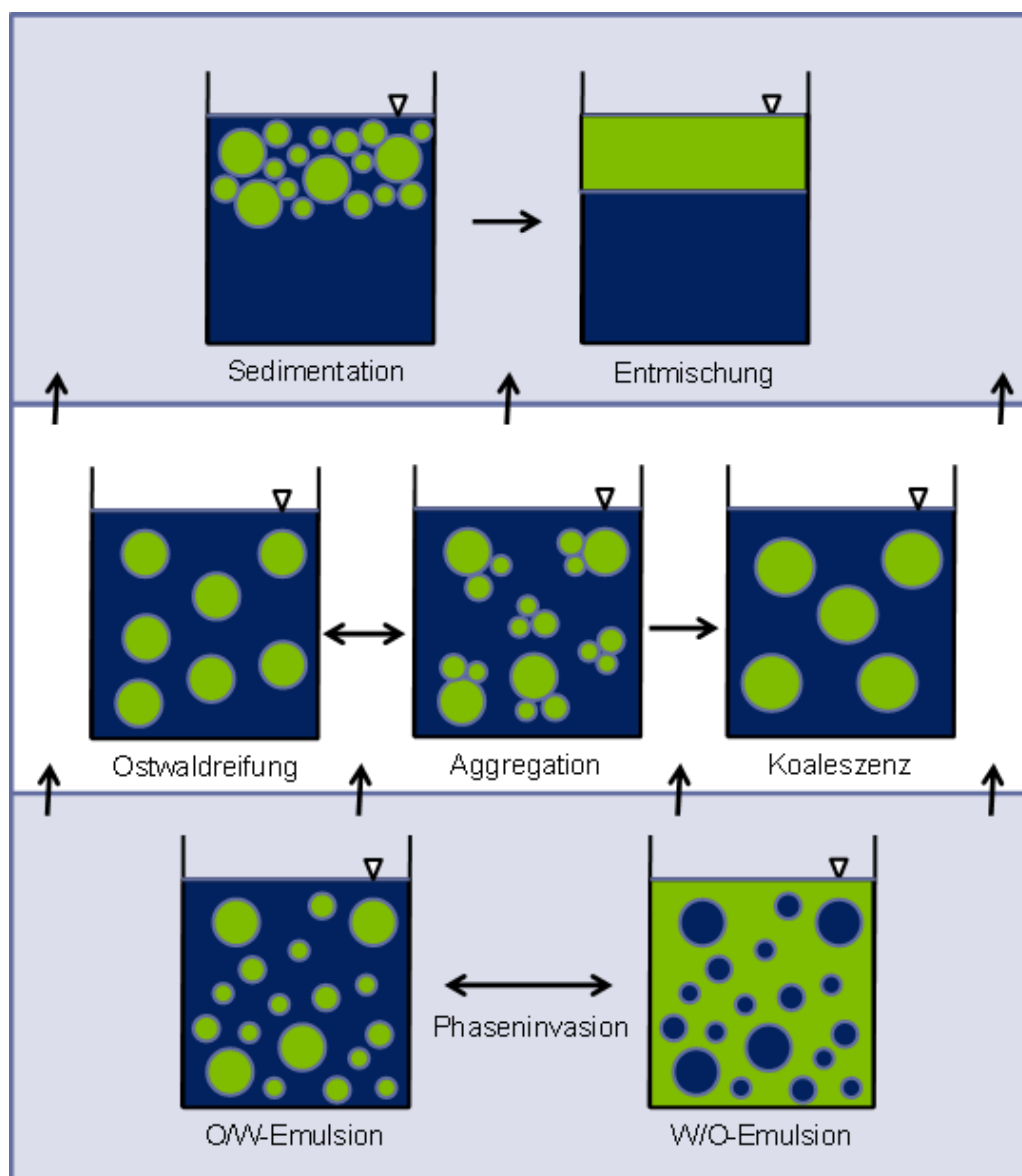 Sedimentation
Entmischung
Ostwaldreifung
Aggregation
Koaleszenz
Phaseninvasion
O/W-Emulsion
W/O-Emulsion